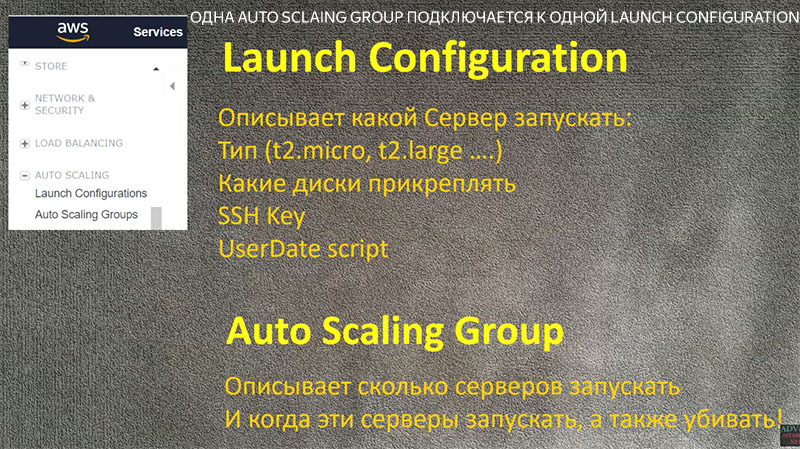 ОДНА AUTO SCLAING GROUP ПОДКЛЮЧАЕТСЯ К ОДНОЙ LAUNCH CONFIGURATION
aws
Services
STORE
NETWORK &
SECURITY
LOAD BALANCING
AUTO SCALING
Launch Configurations
Auto Scaling Groups
Launch Configuration
Описывает какой Сервер запускать:
Тип (t2.micro, t2.large ....)
Какие диски прикреплять
SSH Key
UserDate script
Auto Scaling Group
Описывает сколько серверов запускать
И когда эти серверы запускать, а также убивать!